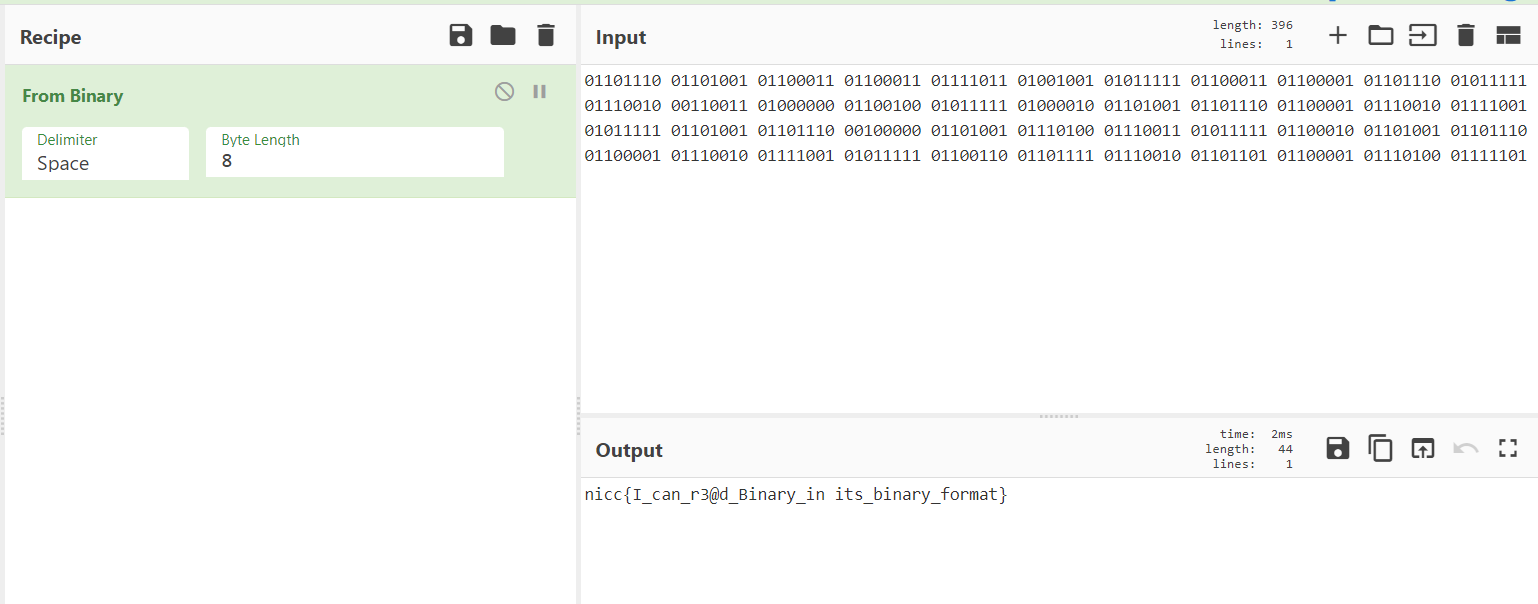 Recipe
From Binary
Delimiter
Space
Byte Length
8
Input
length: 396
lines: 1
01101110 01101001 01100011 01100011 01111011 01001001 01011111 01100011 01100001 01101110 01011111
01110010 00110011 01000000 01100100 01011111 01000010 01101001 01101110 01100001 01110010 01111001
01011111 01101001 01101110 00100000 01101001 01110100 01110011 01011111 01100010 01101001 01101110
01100001 01110010 01111001 01011111 01100110 01101111 01110010 01101101 01100001 01110100 01111101
Output
time: 2ms
length: 44
lines: 1
nicc{I_can_r3@d_Binary_in its_binary_format}